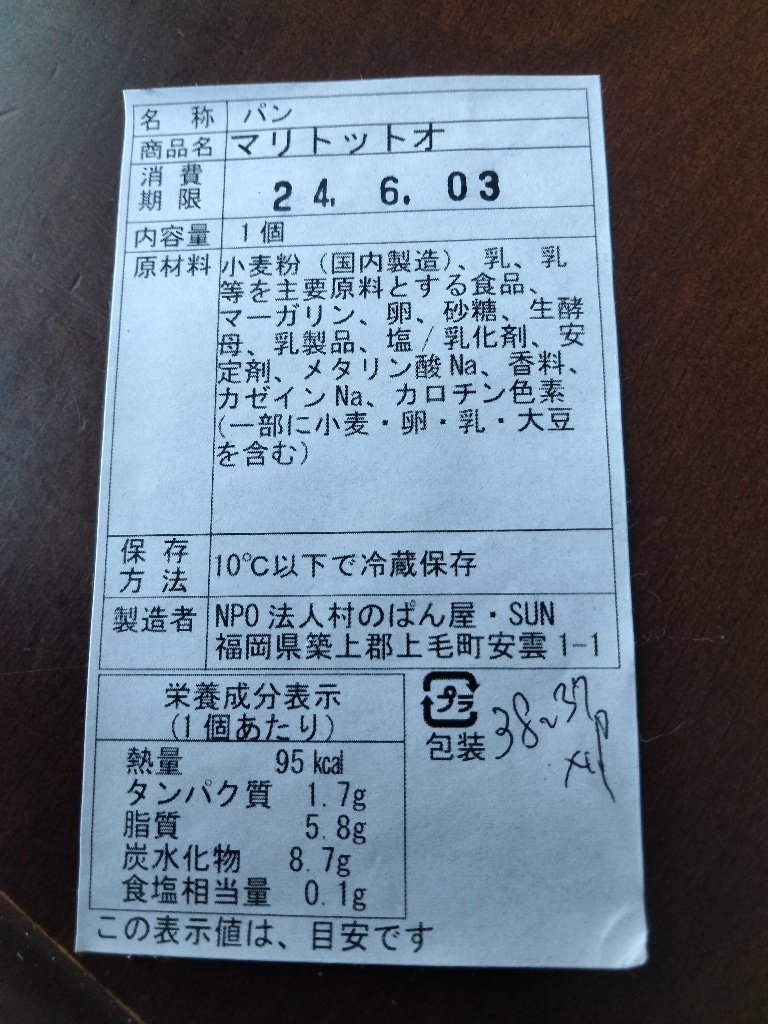 名 称 パン
商品名 マリトットオ
消 費
期 限 24. 6. 03
内容量 1個
原材料 小麦粉（国内製造）、乳、乳
等を主要原料とする食品、
マーガリン、卵、砂糖、生酵
母、乳製品、塩/乳化剤、安
定剤、メタリン酸Na、香料、
カゼインNa、カロチン色素
(一部に小麦・卵・乳・大豆
を含む)
保 存
方 法 10℃以下で冷蔵保存
製造者 NPO法人村のぱん屋・SUN
福岡県築上郡上毛町安雲1-1
栄養成分表示
(1個あたり)
熱量 95kcal
タンパク質 1.7g
脂質 5.8g
炭水化物 8.7g
食塩相当量 0.1g
この表示値は、目安です
プラ
包装